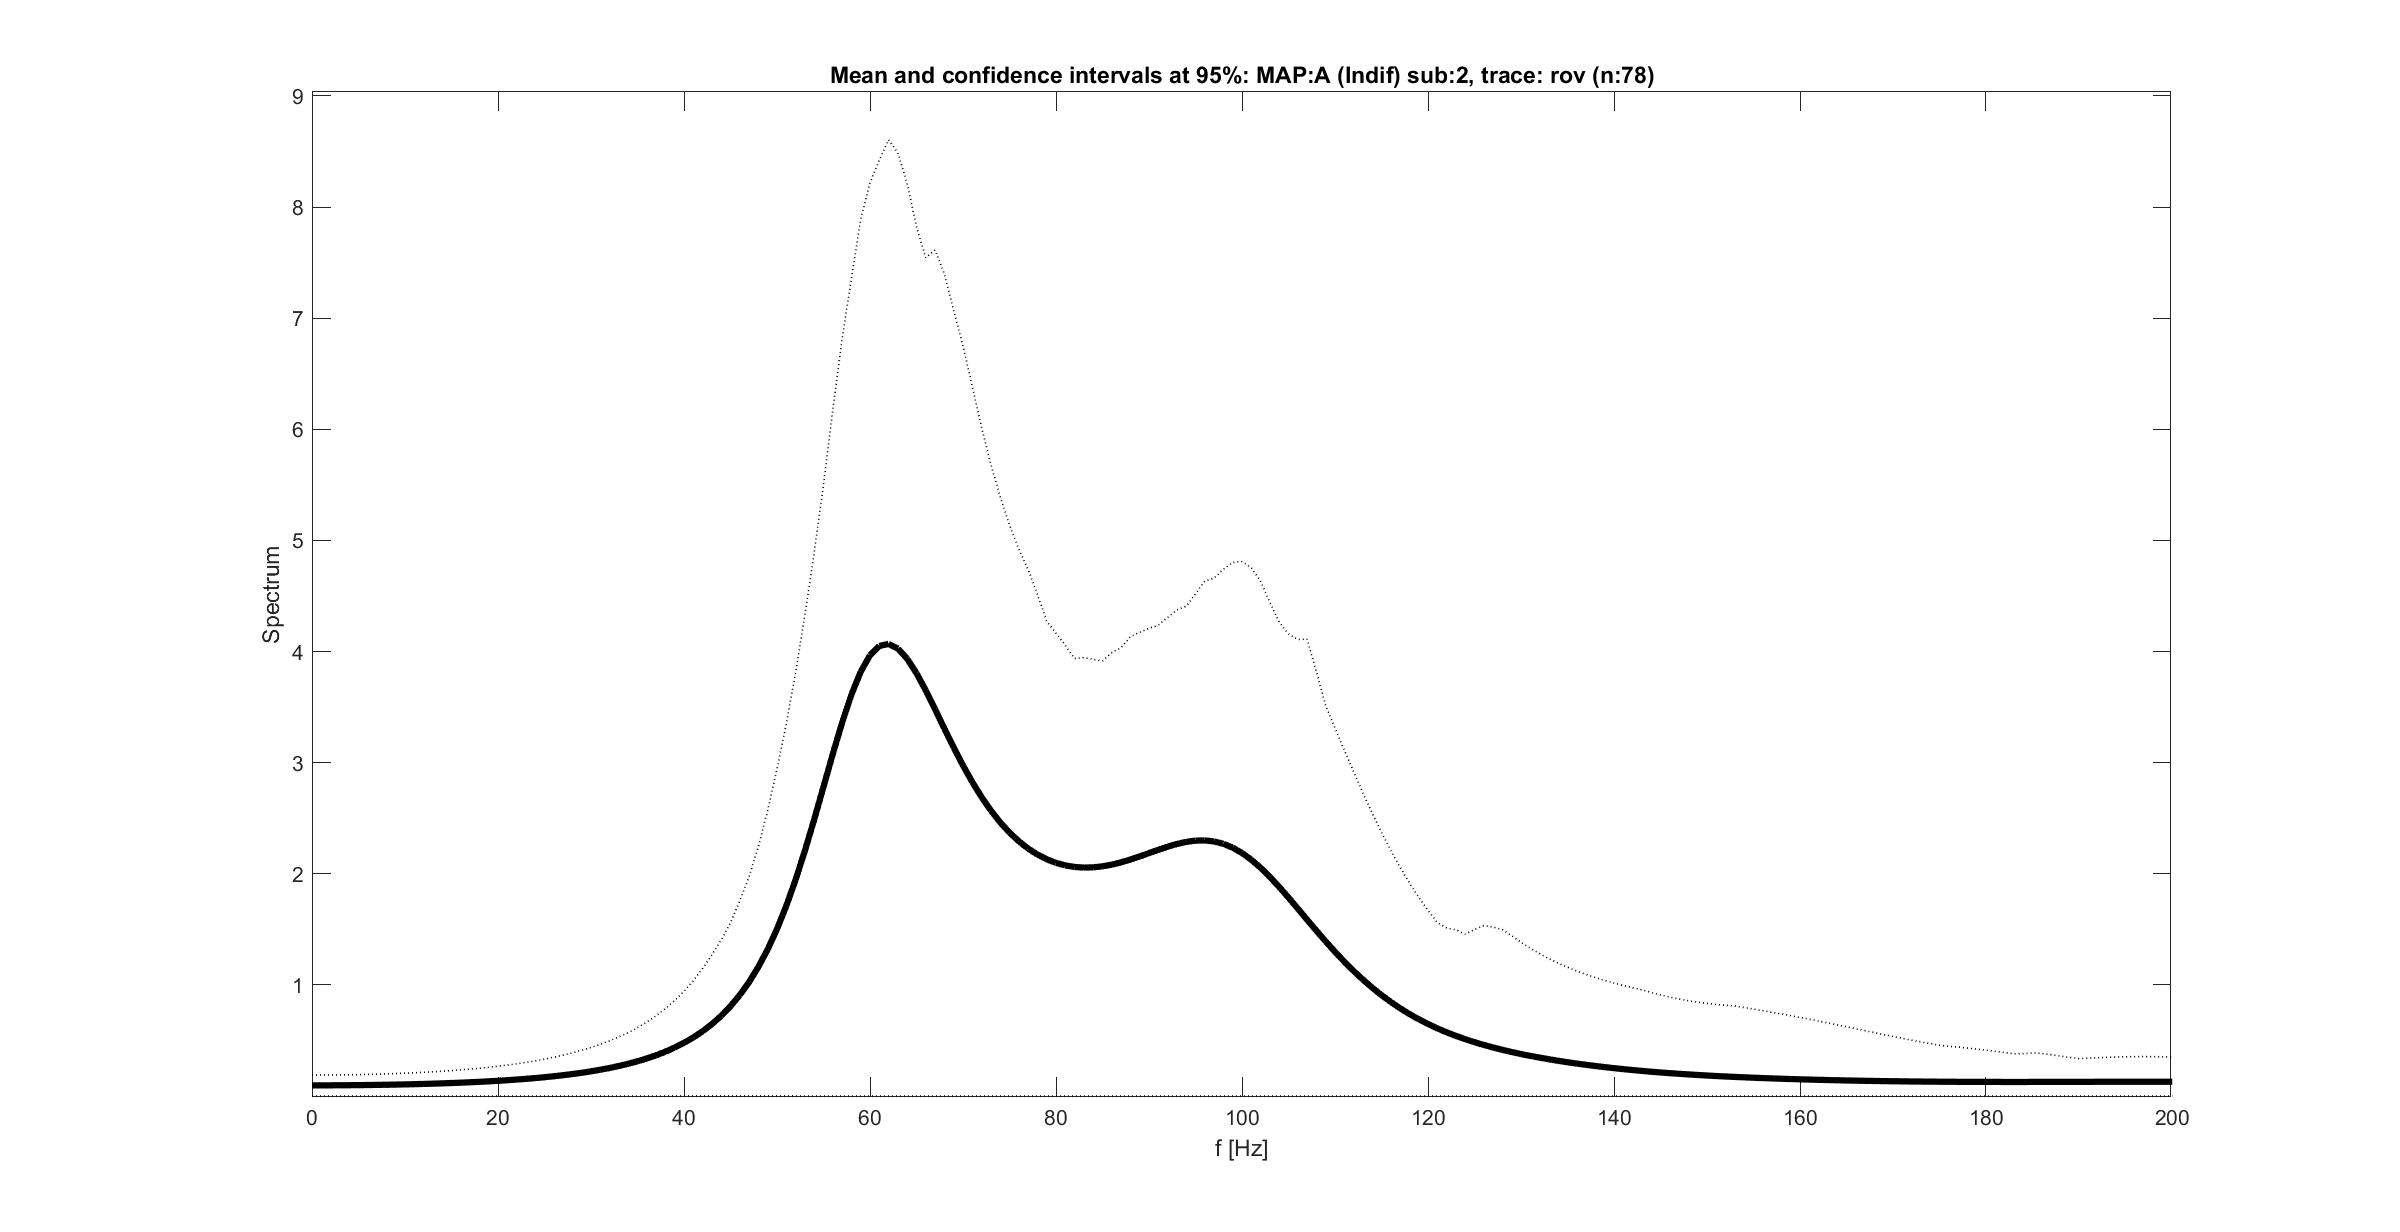 Mean and confidence intervals at 95%: MAP:A (Indif) sub:2, trace: rov (n:78)
9
8
7
6
5
4
3
2
1
Spectrum
0 20 40 60 80 100 120 140 160 180 200
f [Hz]